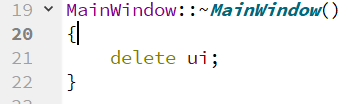 19 MainWindow::~MainWindow()
20 {
21     delete ui;
22 }